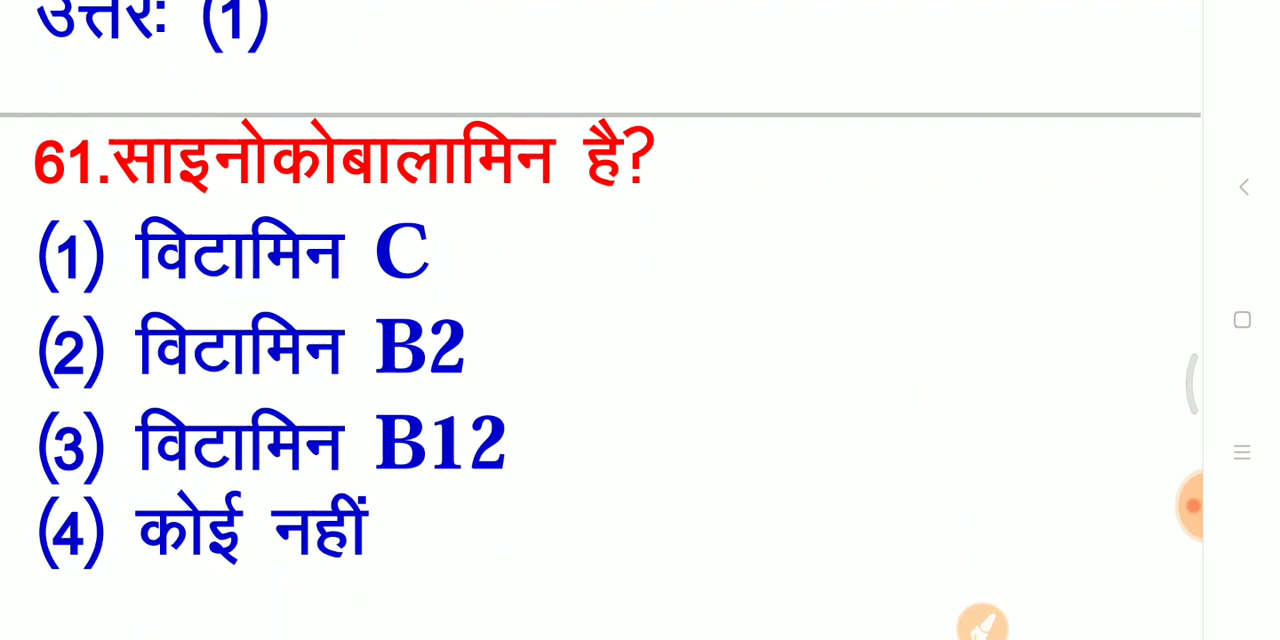 उत्तरः (1)
61.साइनोकोबालामिन है?
(1) विटामिन C
(2) विटामिन B2
(3) विटामिन B12
(4) कोई नहीं